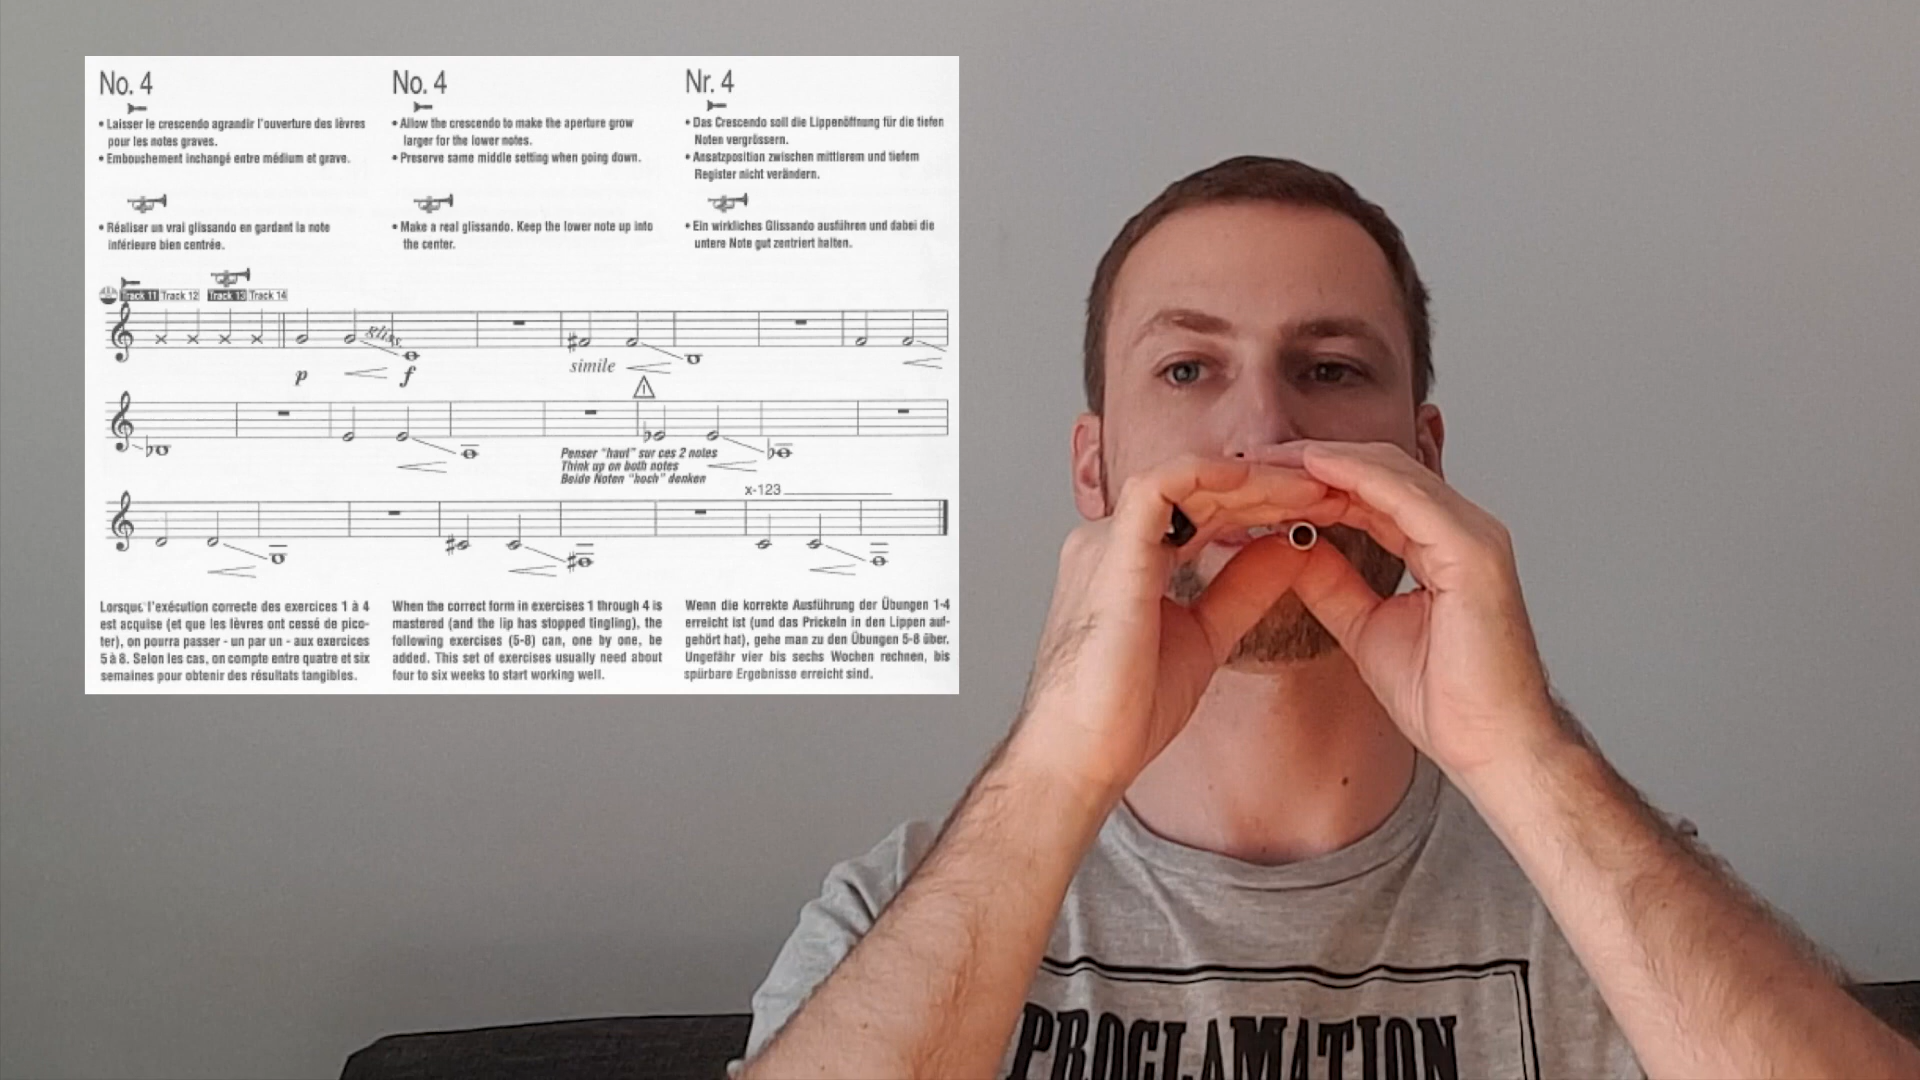 No. 4
• Laisser le crescendo agrandir l'ouverture des lèvres
pour les notes graves.
• Embouchement inchangé entre médium et grave.
• Réaliser un vrai glissando en gardant la note
inférieure bien centrée.
No. 4
• Allow the crescendo to make the aperture grow
larger for the lower notes.
• Preserve same middle setting when going down.
• Make a real glissando. Keep the lower note up into
the center.
Nr. 4
• Das Crescendo soll die Lippenöffnung für die tiefen
Noten vergrössern.
• Ansatzposition zwischen mittlerem und tiefem
Register nicht verändern.
• Ein wirkliches Glissando ausführen und dabei die
untere Note gut zentriert halten.
Track 11 Track 12 Track 13 Track 14
gliss.
p f simile
Penser "haut" sur ces 2 notes
Think up on both notes
Beide Noten "hoch" denken
x-123
Lorsque l'exécution correcte des exercices 1 à 4
est acquise (et que les lèvres ont cessé de pico-
ter), on pourra passer - un par un - aux exercices
5 à 8. Selon les cas, on compte entre quatre et six
semaines pour obtenir des résultats tangibles.
When the correct form in exercises 1 through 4 is
mastered (and the lip has stopped tingling), the
following exercises (5-8) can, one by one, be
added. This set of exercises usually need about
four to six weeks to start working well.
Wenn die korrekte Ausführung der Übungen 1-4
erreicht ist (und das Prickeln in den Lippen auf-
gehört hat), gehe man zu den Übungen 5-8 über.
Ungefähr vier bis sechs Wochen rechnen, bis
spürbare Ergebnisse erreicht sind.
PROCLAMATION